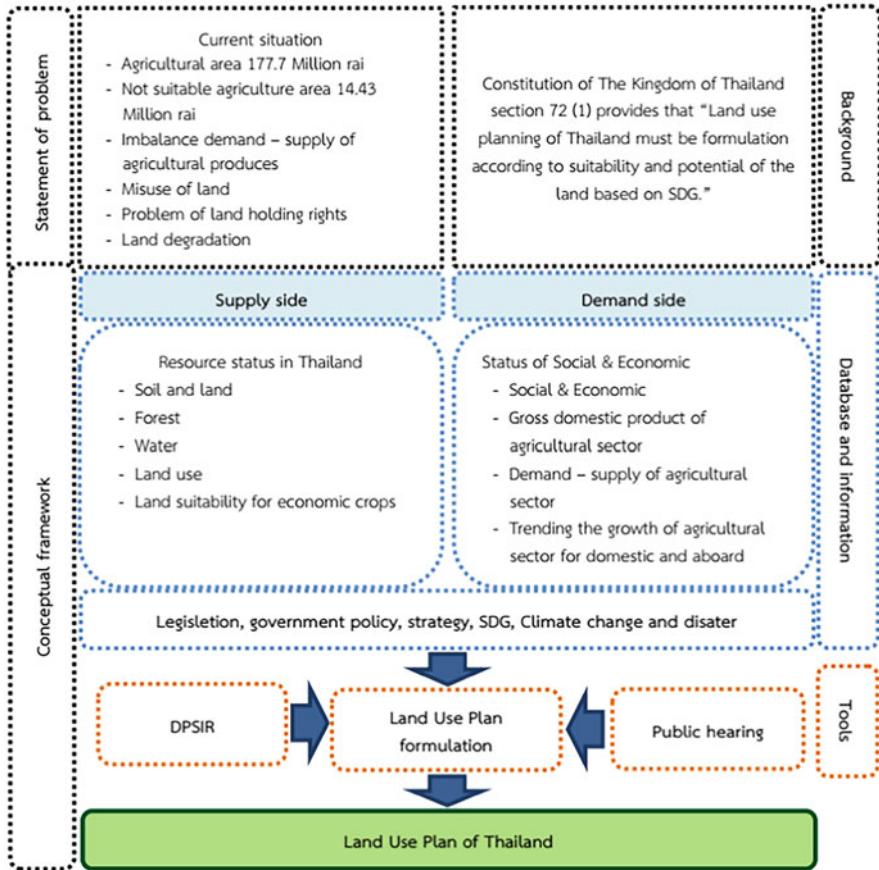 Statement of problem
Current situation
- Agricultural area 177.7 Million rai
- Not suitable agriculture area 14.43
Million rai
- Imbalance demand – supply of
agricultural produces
- Misuse of land
- Problem of land holding rights
- Land degradation
Constitution of The Kingdom of Thailand
section 72 (1) provides that “Land use
planning of Thailand must be formulation
according to suitability and potential of the
land based on SDG.”
Background
Conceptual framework
Supply side
Resource status in Thailand
- Soil and land
- Forest
- Water
- Land use
- Land suitability for economic crops
Demand side
Status of Social & Economic
- Social & Economic
- Gross domestic product of
agricultural sector
- Demand – supply of agricultural
sector
- Trending the growth of agricultural
sector for domestic and aboard
Database and information
Legisletion, government policy, strategy, SDG, Climate change and disater
DPSIR
Land Use Plan
formulation
Public hearing
Tools
Land Use Plan of Thailand